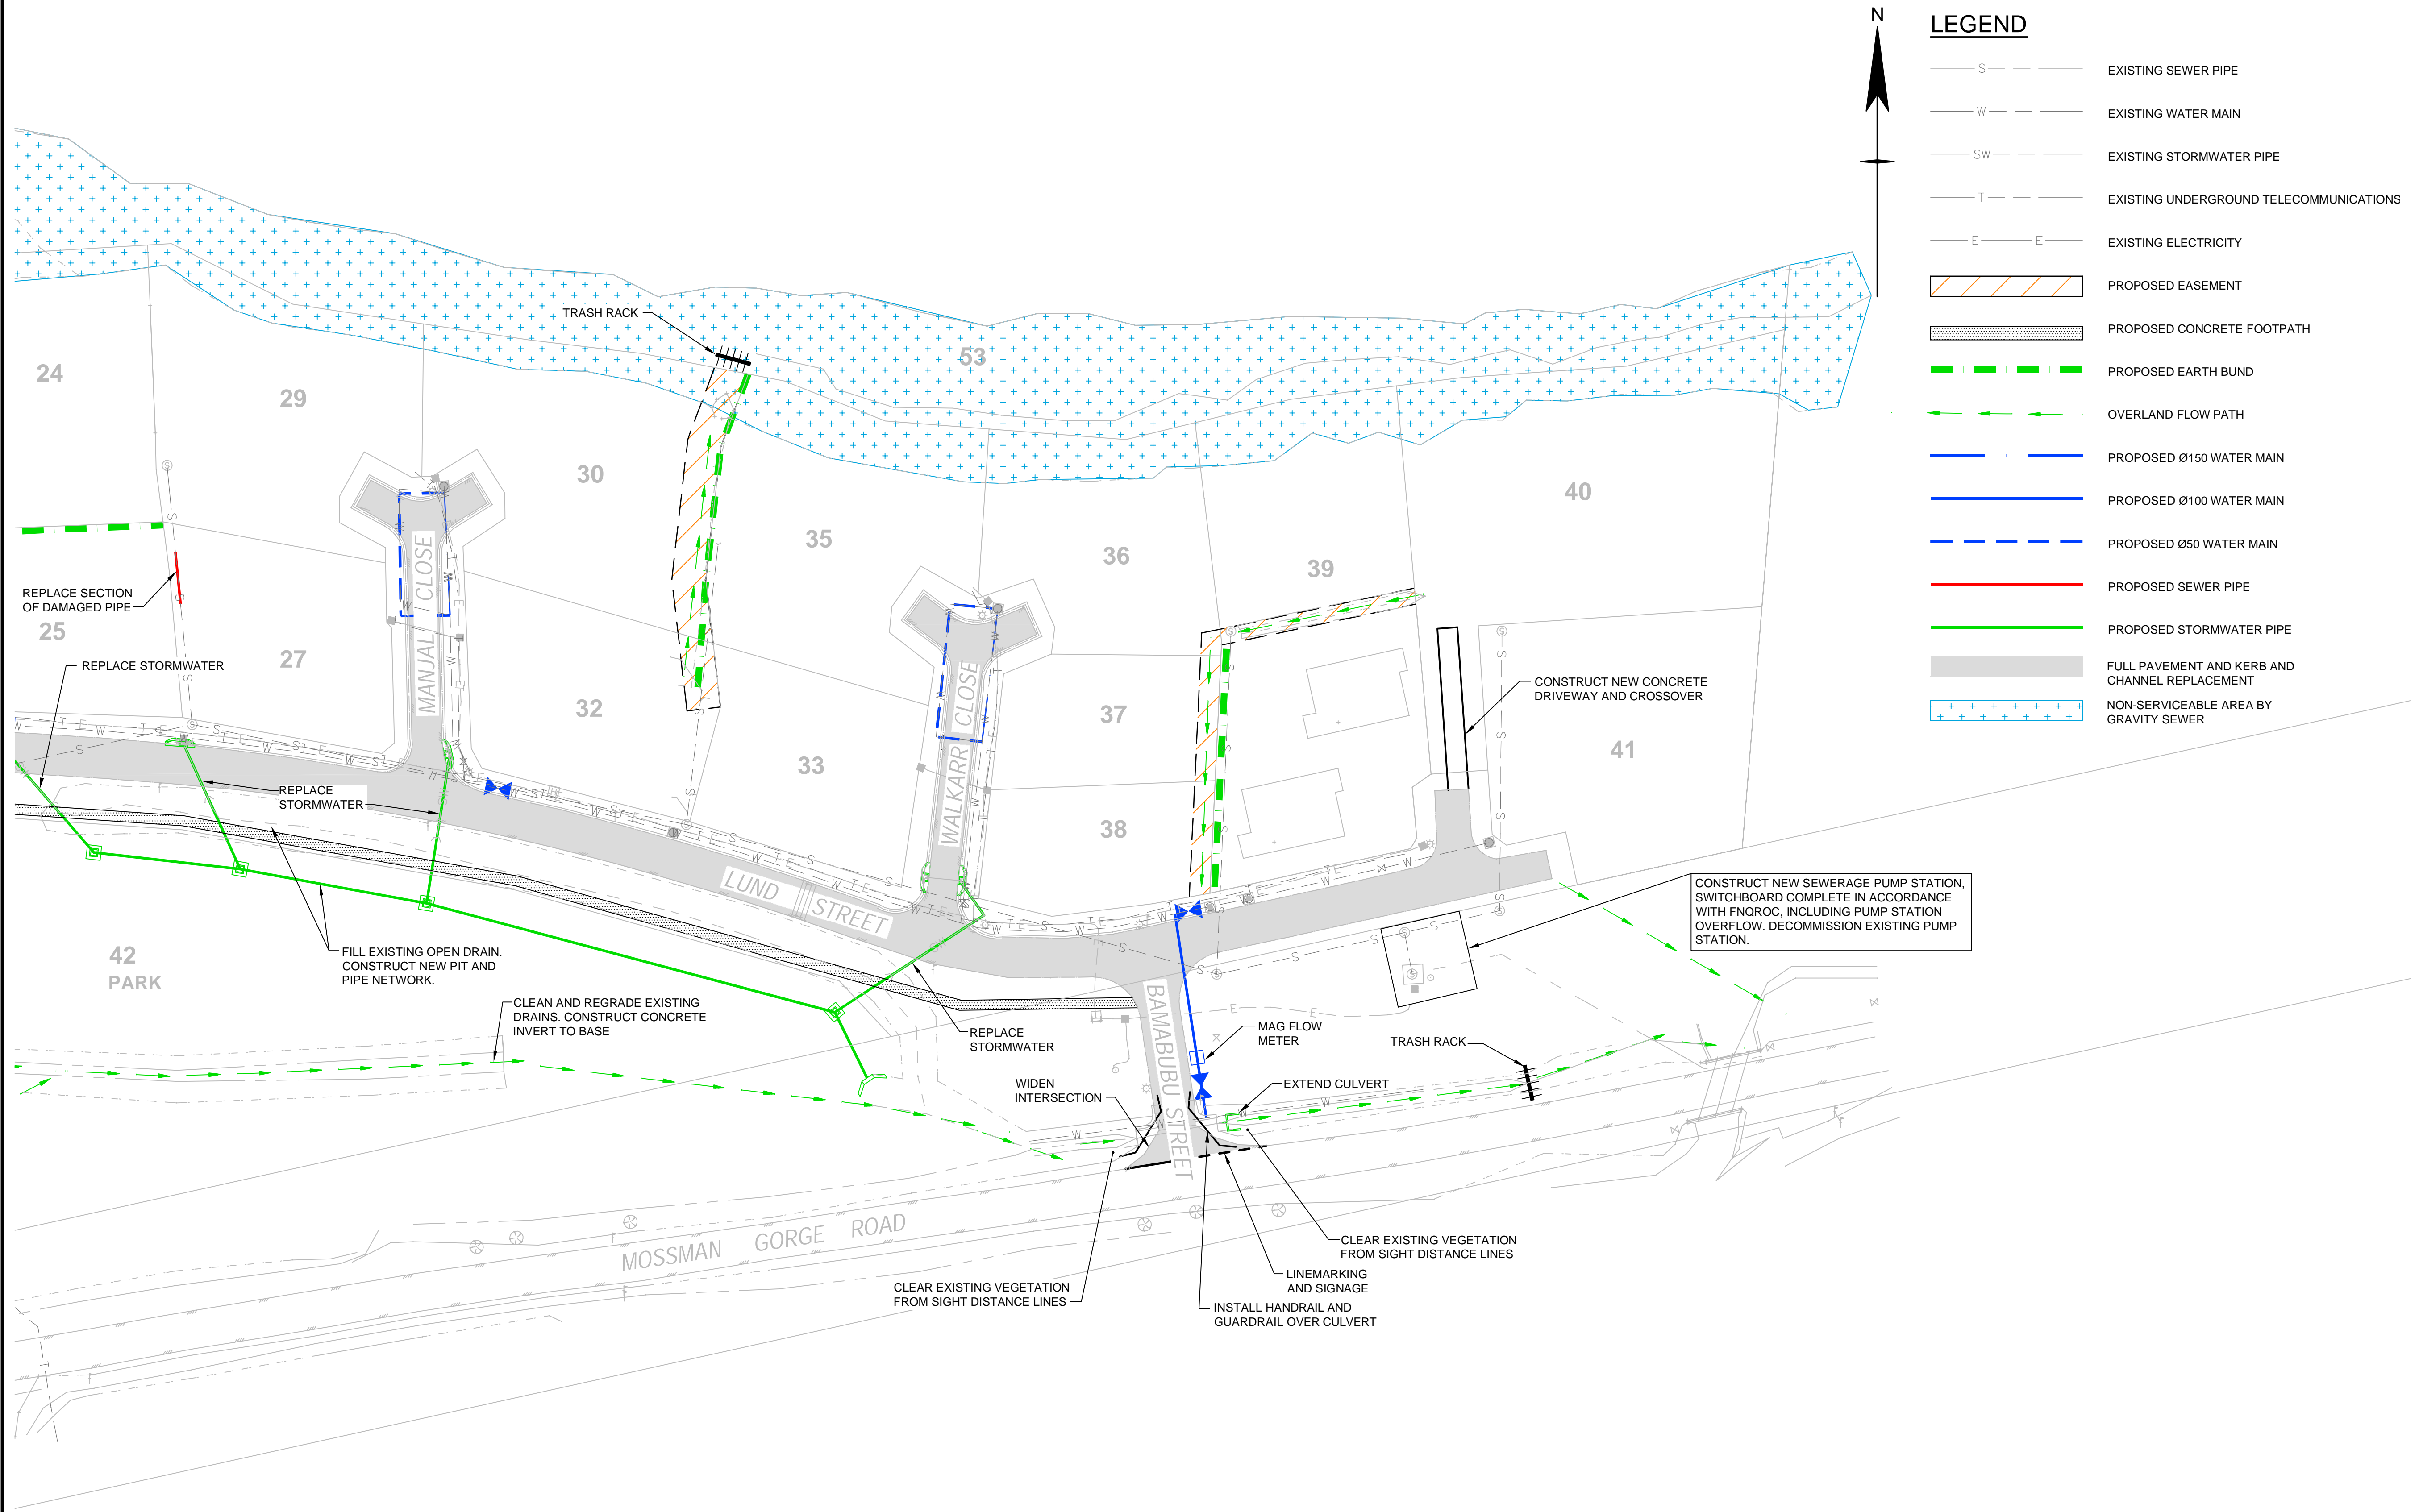 N
LEGEND
S
EXISTING SEWER PIPE
W
EXISTING WATER MAIN
SW
EXISTING STORMWATER PIPE
T
EXISTING UNDERGROUND TELECOMMUNICATIONS
E E
EXISTING ELECTRICITY
PROPOSED EASEMENT
PROPOSED CONCRETE FOOTPATH
PROPOSED EARTH BUND
OVERLAND FLOW PATH
PROPOSED Ø150 WATER MAIN
PROPOSED Ø100 WATER MAIN
PROPOSED Ø50 WATER MAIN
PROPOSED SEWER PIPE
PROPOSED STORMWATER PIPE
FULL PAVEMENT AND KERB AND
CHANNEL REPLACEMENT
NON-SERVICEABLE AREA BY
GRAVITY SEWER
TRASH RACK
53
24
29
30
40
35
36
39
MANJAL CLOSE
REPLACE SECTION
OF DAMAGED PIPE
25
27
REPLACE STORMWATER
32
37
WALKARR CLOSE
CONSTRUCT NEW CONCRETE
DRIVEWAY AND CROSSOVER
33
41
REPLACE
STORMWATER
38
LUND STREET
CONSTRUCT NEW SEWERAGE PUMP STATION,
SWITCHBOARD COMPLETE IN ACCORDANCE
WITH FNQROC, INCLUDING PUMP STATION
OVERFLOW. DECOMMISSION EXISTING PUMP
STATION.
42
PARK
FILL EXISTING OPEN DRAIN.
CONSTRUCT NEW PIT AND
PIPE NETWORK.
CLEAN AND REGRADE EXISTING
DRAINS. CONSTRUCT CONCRETE
INVERT TO BASE
REPLACE
STORMWATER
BAMABUBU STREET
MAG FLOW
METER
TRASH RACK
WIDEN
INTERSECTION
EXTEND CULVERT
MOSSMAN GORGE ROAD
CLEAR EXISTING VEGETATION
FROM SIGHT DISTANCE LINES
LINEMARKING
AND SIGNAGE
CLEAR EXISTING VEGETATION
FROM SIGHT DISTANCE LINES
INSTALL HANDRAIL AND
GUARDRAIL OVER CULVERT